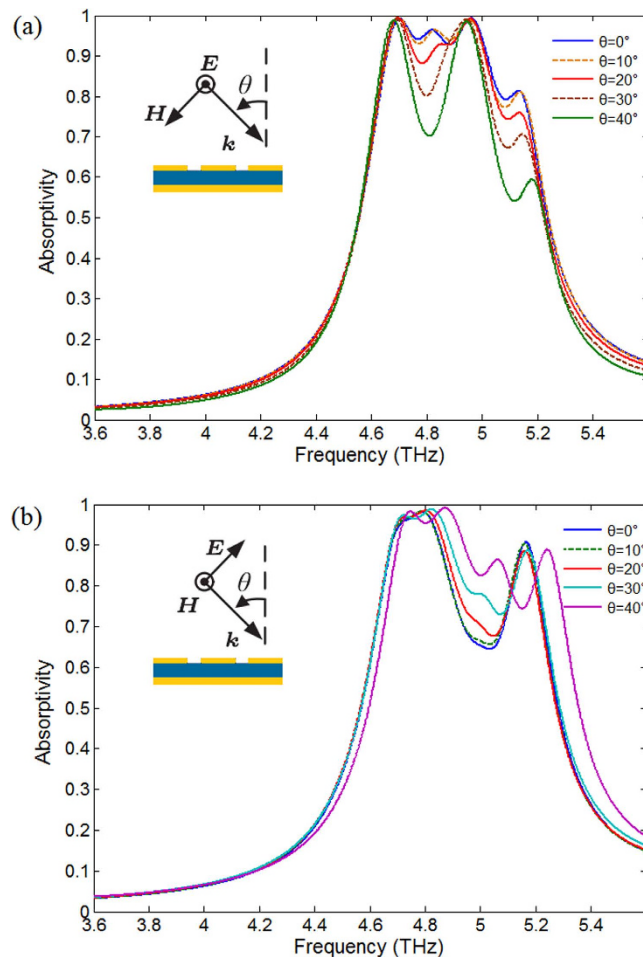 (a)
1
0.9
0.8
0.7
0.6
0.5
0.4
0.3
0.2
0.1
0
Absorptivity
E
θ
H
k
θ=0°
θ=10°
θ=20°
θ=30°
θ=40°
3.6 3.8 4 4.2 4.4 4.6 4.8 5 5.2 5.4
Frequency (THz)
(b)
1
0.9
0.8
0.7
0.6
0.5
0.4
0.3
0.2
0.1
0
Absorptivity
E
θ
H
k
θ=0°
θ=10°
θ=20°
θ=30°
θ=40°
3.6 3.8 4 4.2 4.4 4.6 4.8 5 5.2 5.4
Frequency (THz)